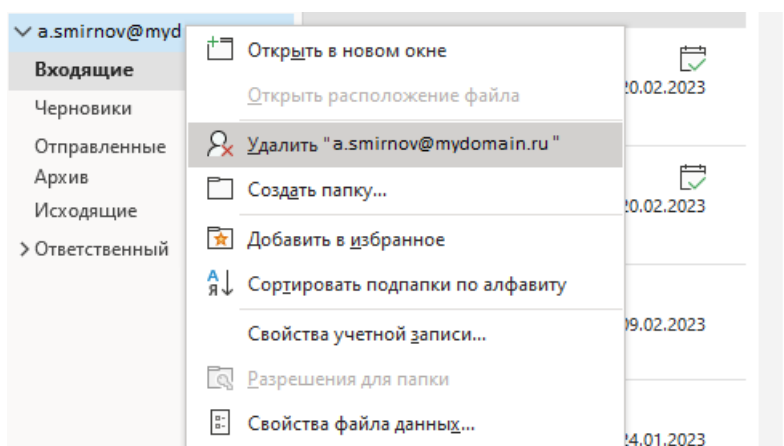 a.smirnov@myd
Входящие
Черновики
Отправленные
Архив
Исходящие
Ответственный
Открыть в новом окне
Открыть расположение файла
Удалить "a.smirnov@mydomain.ru"
Создать папку...
Добавить в избранное
Сортировать подпапки по алфавиту
Свойства учетной записи...
Разрешения для папки
Свойства файла данных...
20.02.2023
20.02.2023
09.02.2023
24.01.2023